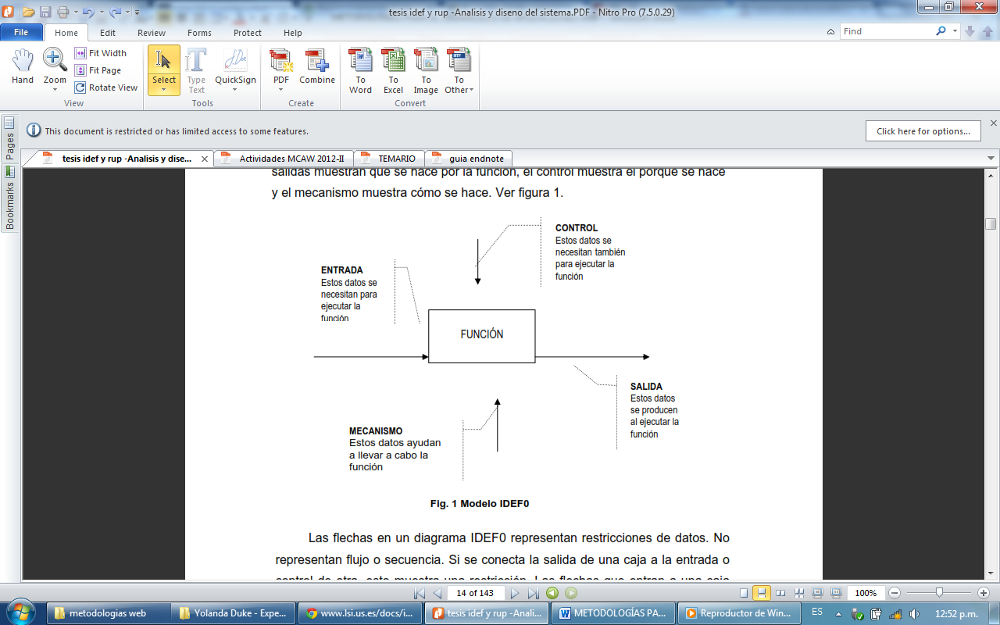 tesis idef y rup -Analisis y diseno del sistema.PDF - Nitro Pro (7.5.0.29)
File Home Edit Review Forms Protect Help Find
Hand Zoom Fit Width Fit Page Rotate View
View
Select Type Text QuickSign
Tools
PDF Combine
Create
To Word To Excel To Image To Other
Convert
This document is restricted or has limited access to some features. Click here for options...
Pages
Bookmarks
tesis idef y rup -Analisis y dise... Actividades MCAW 2012-II TEMARIO guia endnote
salidas muestran que se hace por la función, el control muestra el porque se hace
y el mecanismo muestra cómo se hace. Ver figura 1.
CONTROL
Estos datos se
necesitan también
para ejecutar la
función
ENTRADA
Estos datos se
necesitan para
ejecutar la
función
FUNCIÓN
SALIDA
Estos datos
se producen
al ejecutar la
función
MECANISMO
Estos datos ayudan
a llevar a cabo la
función
Fig. 1 Modelo IDEF0
Las flechas en un diagrama IDEF0 representan restricciones de datos. No
representan flujo o secuencia. Si se conecta la salida de una caja a la entrada o
control de otra, esto muestra una restricción. Las flechas que entran a una caja
14 of 143 100%
metodologias web Yolanda Duke - Expe... www.lsi.us.es/docs/i... tesis idef y rup -Anali... METODOLOGÍAS PA... Reproductor de Win... ES 12:52 p.m.